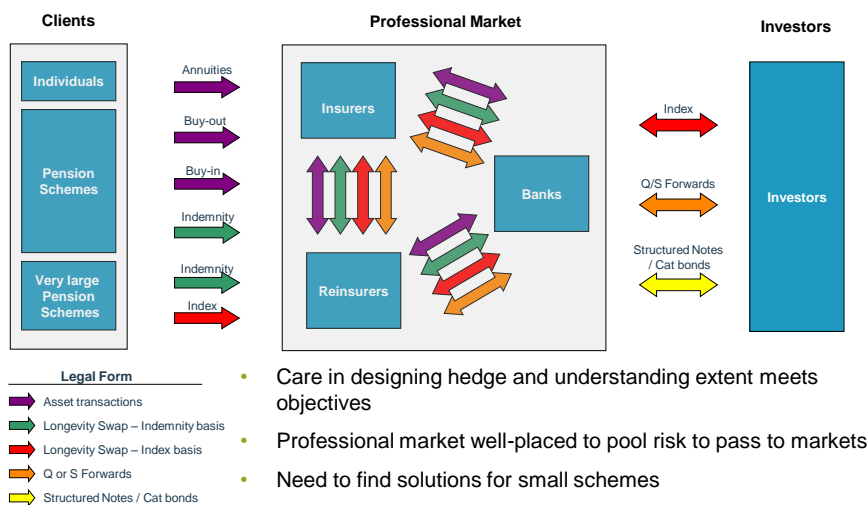 Clients
Professional Market
Investors
Individuals
Pension
Schemes
Very large
Pension
Schemes
Annuities
Buy-out
Buy-in
Indemnity
Indemnity
Index
Insurers
Banks
Reinsurers
Index
Q/S Forwards
Structured Notes
/ Cat bonds
Investors
Legal Form
Asset transactions
Longevity Swap – Indemnity basis
Longevity Swap – Index basis
Q or S Forwards
Structured Notes / Cat bonds
• Care in designing hedge and understanding extent meets
objectives
• Professional market well-placed to pool risk to pass to markets
• Need to find solutions for small schemes